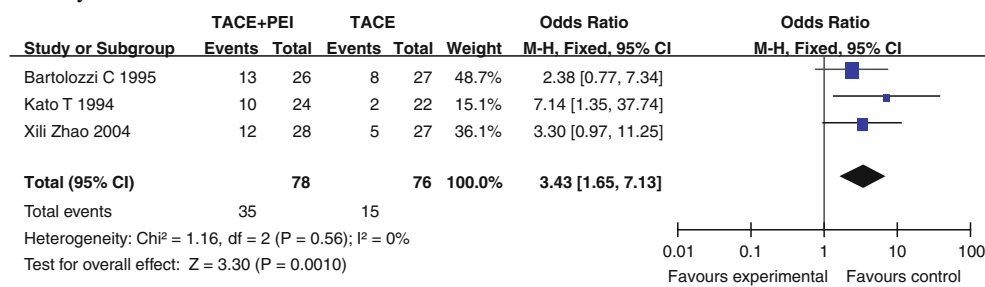 TACE+PEI TACE Odds Ratio Odds Ratio
Study or Subgroup Events Total Events Total Weight M-H, Fixed, 95% CI M-H, Fixed, 95% CI
Bartolozzi C 1995 13 26 8 27 48.7% 2.38 [0.77, 7.34]
Kato T 1994 10 24 2 22 15.1% 7.14 [1.35, 37.74]
Xili Zhao 2004 12 28 5 27 36.1% 3.30 [0.97, 11.25]
Total (95% CI) 78 76 100.0% 3.43 [1.65, 7.13]
Total events 35 15
Heterogeneity: Chi² = 1.16, df = 2 (P = 0.56); I² = 0%
Test for overall effect: Z = 3.30 (P = 0.0010)
0.01 0.1 1 10 100
Favours experimental Favours control